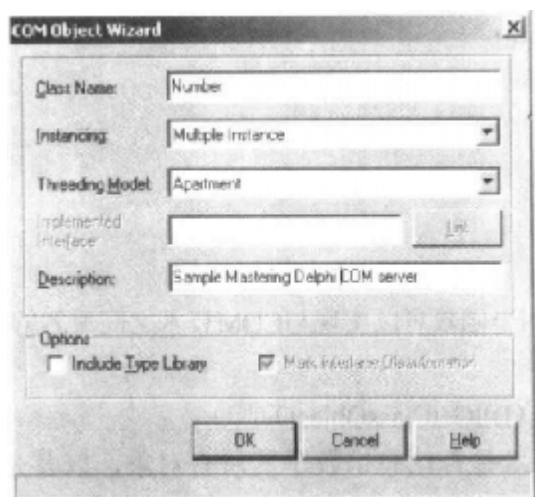 COM Object Wizard
Class Name: Number
Instancing: Multiple Instance
Threading Model: Apartment
Implemented Interface: List
Description: Sample Mastering Delphi COM server
Options
Include Type Library Mark interface Oleautomation
OK Cancel Help